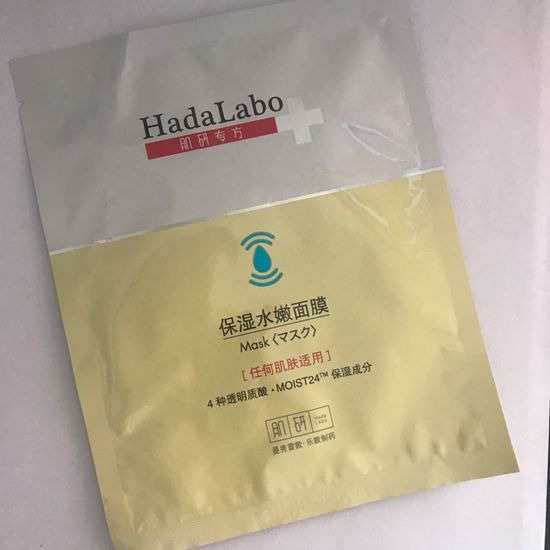 HadaLabo
肌研专方
保湿水嫩面膜
Mask〈マスク〉
[任何肌肤适用]
4 种透明质酸・MOIST24™ 保湿成分
肌 研 Hada Labo
曼秀雷敦・乐敦制药